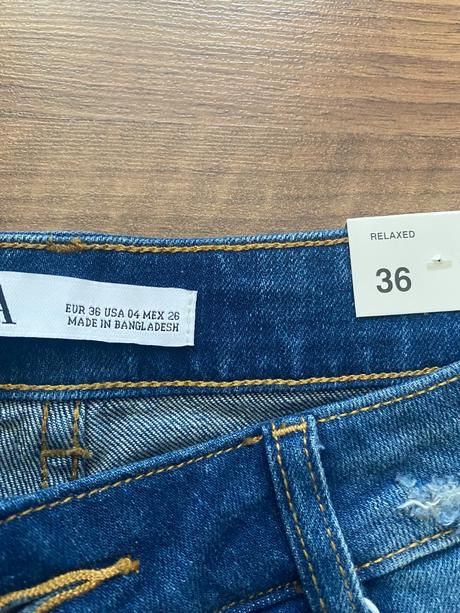 A
EUR 36 USA 04 MEX 26
MADE IN BANGLADESH
RELAXED
36